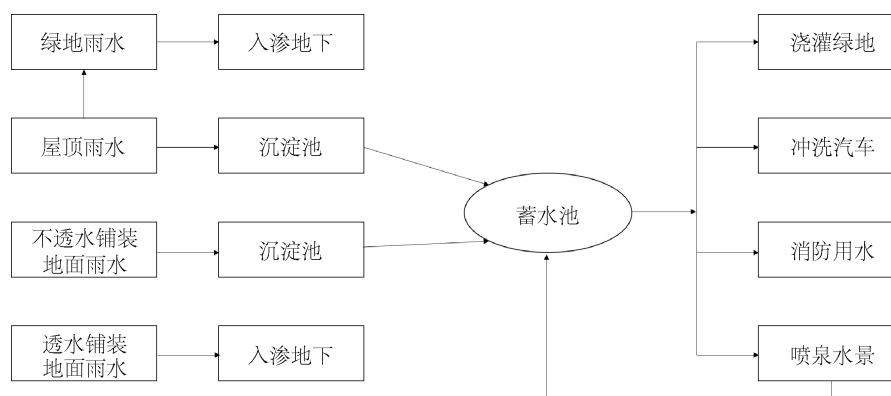 绿地雨水
入渗地下
浇灌绿地
屋顶雨水
沉淀池
冲洗汽车
蓄水池
不透水铺装
地面雨水
沉淀池
消防用水
透水铺装
地面雨水
入渗地下
喷泉水景